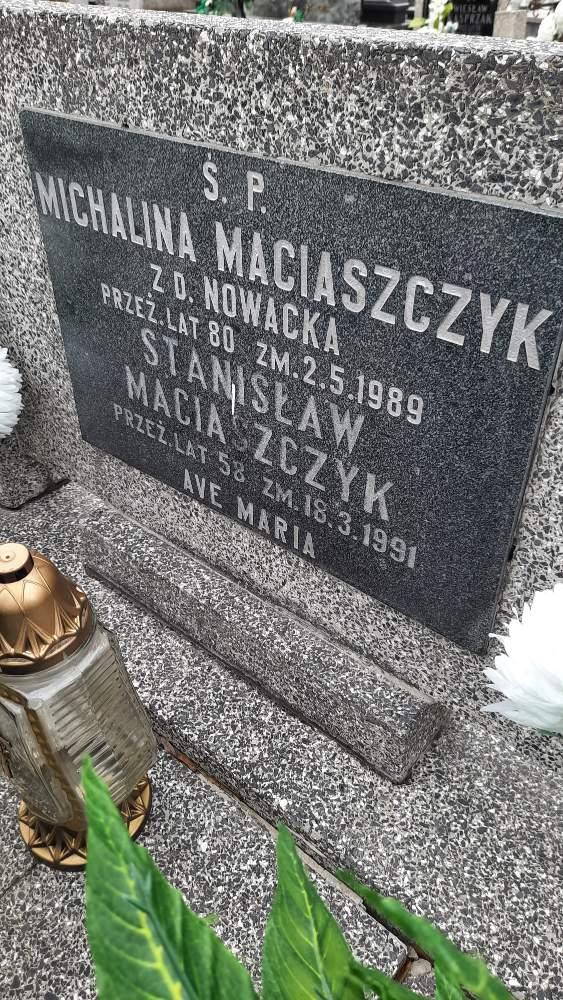 WIESŁAW
Ś. P.
MICHALINA MACIASZCZYK
Z D. NOWACKA
PRZEŻ. LAT 80 ZM. 2.5.1989
STANISŁAW
MACIASZCZYK
PRZEŻ. LAT 58 ZM. 18.3.1991
AVE MARIA